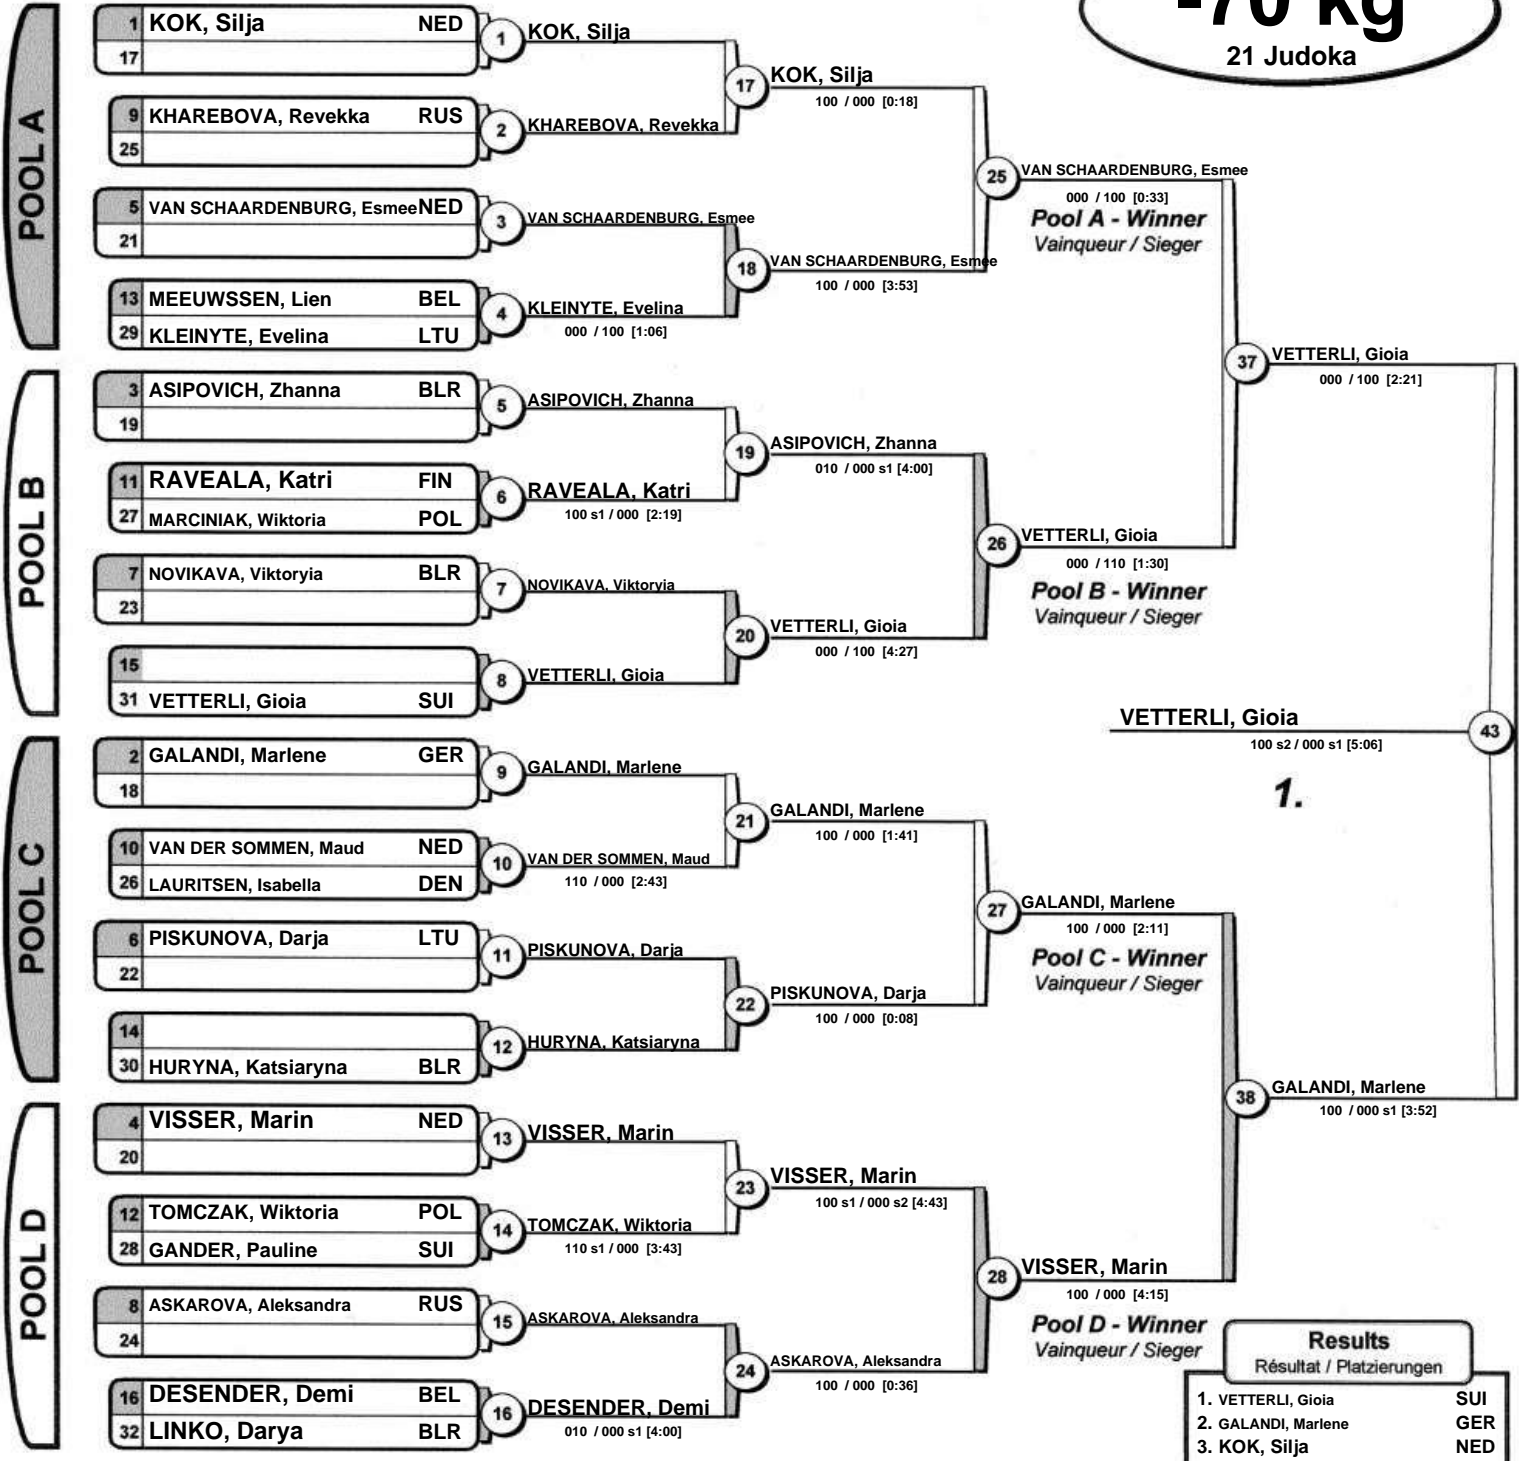 -70 kg
21 Judoka
POOL A
1 KOK, Silja NED
17
9 KHAREBOVA, Revekka RUS
25
5 VAN SCHAARDENBURG, Esmee NED
21
13 MEEUWSSEN, Lien BEL
29 KLEINYTE, Evelina LTU
POOL B
3 ASIPOVICH, Zhanna BLR
19
11 RAVEALA, Katri FIN
27 MARCINIAK, Wiktoria POL
7 NOVIKAVA, Viktoryia BLR
23
15
31 VETTERLI, Gioia SUI
POOL C
2 GALANDI, Marlene GER
18
10 VAN DER SOMMEN, Maud NED
26 LAURITSEN, Isabella DEN
6 PISKUNOVA, Darja LTU
22
14
30 HURYNA, Katsiaryna BLR
POOL D
4 VISSER, Marin NED
20
12 TOMCZAK, Wiktoria POL
28 GANDER, Pauline SUI
8 ASKAROVA, Aleksandra RUS
24
16 DESENDER, Demi BEL
32 LINKO, Darya BLR
1 KOK, Silja
2 KHAREBOVA, Revekka
3 VAN SCHAARDENBURG, Esmee
4 KLEINYTE, Evelina
000 / 100 [1:06]
5 ASIPOVICH, Zhanna
6 RAVEALA, Katri
100 s1 / 000 [2:19]
7 NOVIKAVA, Viktoryia
8 VETTERLI, Gioia
9 GALANDI, Marlene
10 VAN DER SOMMEN, Maud
110 / 000 [2:43]
11 PISKUNOVA, Darja
12 HURYNA, Katsiaryna
13 VISSER, Marin
14 TOMCZAK, Wiktoria
110 s1 / 000 [3:43]
15 ASKAROVA, Aleksandra
16 DESENDER, Demi
010 / 000 s1 [4:00]
17 KOK, Silja
100 / 000 [0:18]
18 VAN SCHAARDENBURG, Esmee
100 / 000 [3:53]
19 ASIPOVICH, Zhanna
010 / 000 s1 [4:00]
20 VETTERLI, Gioia
000 / 100 [4:27]
21 GALANDI, Marlene
100 / 000 [1:41]
22 PISKUNOVA, Darja
100 / 000 [0:08]
23 VISSER, Marin
100 s1 / 000 s2 [4:43]
24 ASKAROVA, Aleksandra
100 / 000 [0:36]
25 VAN SCHAARDENBURG, Esmee
000 / 100 [0:33]
Pool A - Winner
Vainqueur / Sieger
26 VETTERLI, Gioia
000 / 110 [1:30]
Pool B - Winner
Vainqueur / Sieger
27 GALANDI, Marlene
100 / 000 [2:11]
Pool C - Winner
Vainqueur / Sieger
28 VISSER, Marin
100 / 000 [4:15]
Pool D - Winner
Vainqueur / Sieger
37 VETTERLI, Gioia
000 / 100 [2:21]
38 GALANDI, Marlene
100 / 000 s1 [3:52]
VETTERLI, Gioia 43
100 s2 / 000 s1 [5:06]
1.
Results
Résultat / Platzierungen
1. VETTERLI, Gioia SUI
2. GALANDI, Marlene GER
3. KOK, Silja NED